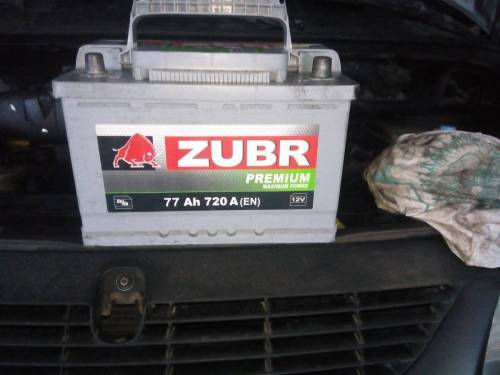 ZUBR
PREMIUM
MAXIMUM POWER
77 Ah 720 A (EN)
12V